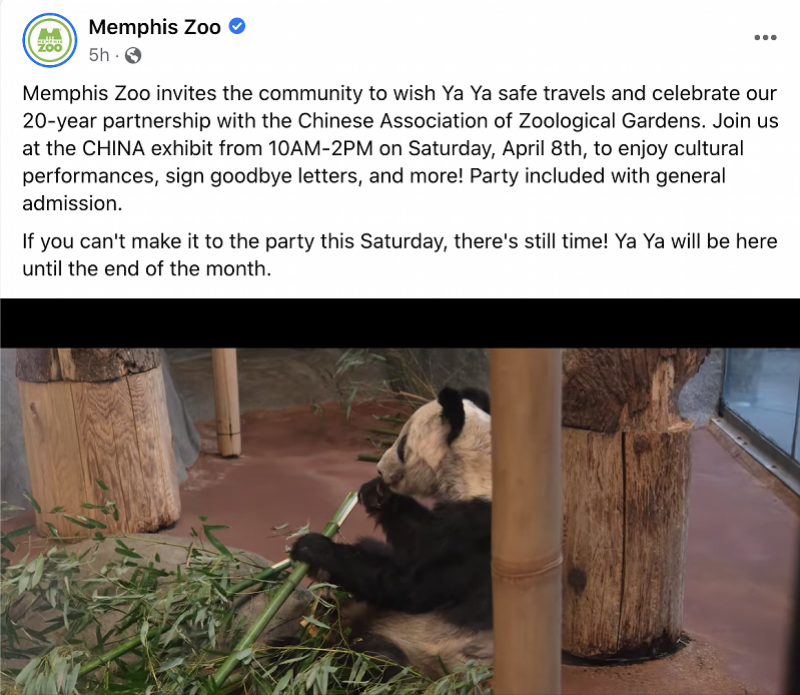 Memphis Zoo
5h ·
Memphis Zoo invites the community to wish Ya Ya safe travels and celebrate our
20-year partnership with the Chinese Association of Zoological Gardens. Join us
at the CHINA exhibit from 10AM-2PM on Saturday, April 8th, to enjoy cultural
performances, sign goodbye letters, and more! Party included with general
admission.
If you can't make it to the party this Saturday, there's still time! Ya Ya will be here
until the end of the month.